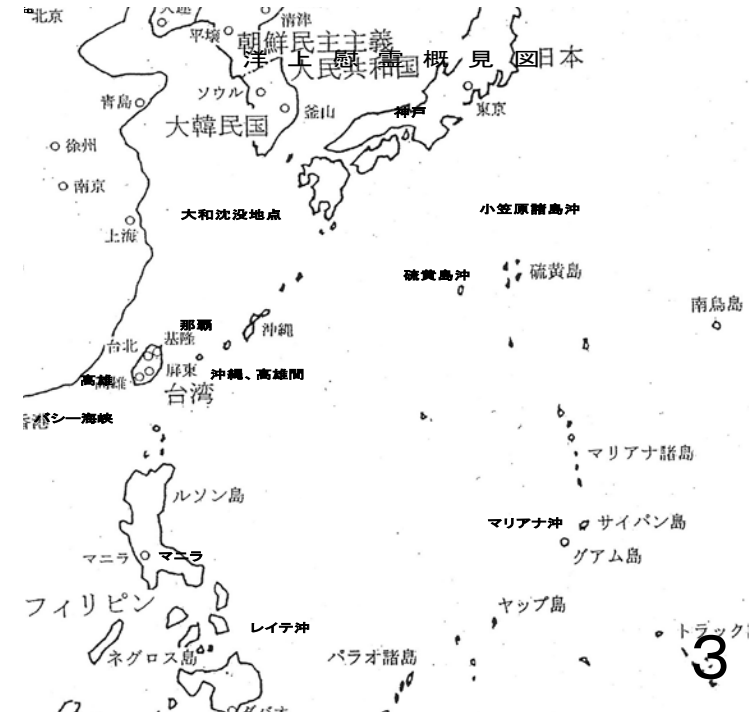 北京
清津
平壌
朝鮮民主主義
人民共和国
洋上慰霊概見図
日本
ソウル
釜山
青島
大韓民国
神戸
東京
徐州
南京
上海
大和沈没地点
小笠原諸島沖
硫黄島沖
硫黄島
南鳥島
那覇
沖縄
台北
基隆
屏東
沖縄、高雄間
高雄
台湾
バシー海峡
マリアナ諸島
ルソン島
マリアナ沖
サイパン島
グアム島
マニラ
マニラ
フィリピン
ヤップ島
レイテ沖
トラック
ネグロス島
パラオ諸島
3